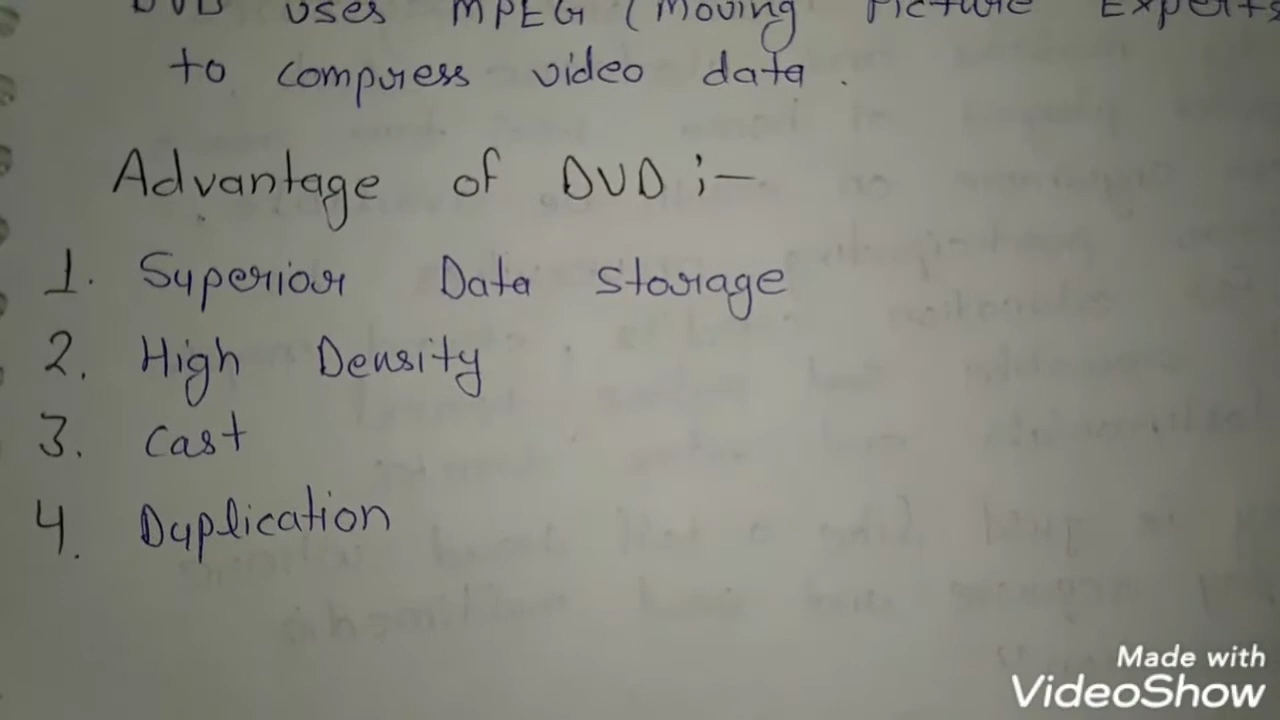 DVD uses MPEG (Moving Picture Experts
to compress video data .
Advantage of DVD ;-
1. Superior Data Storage
2. High Density
3. Cast
4. Duplication
Made with
VideoShow